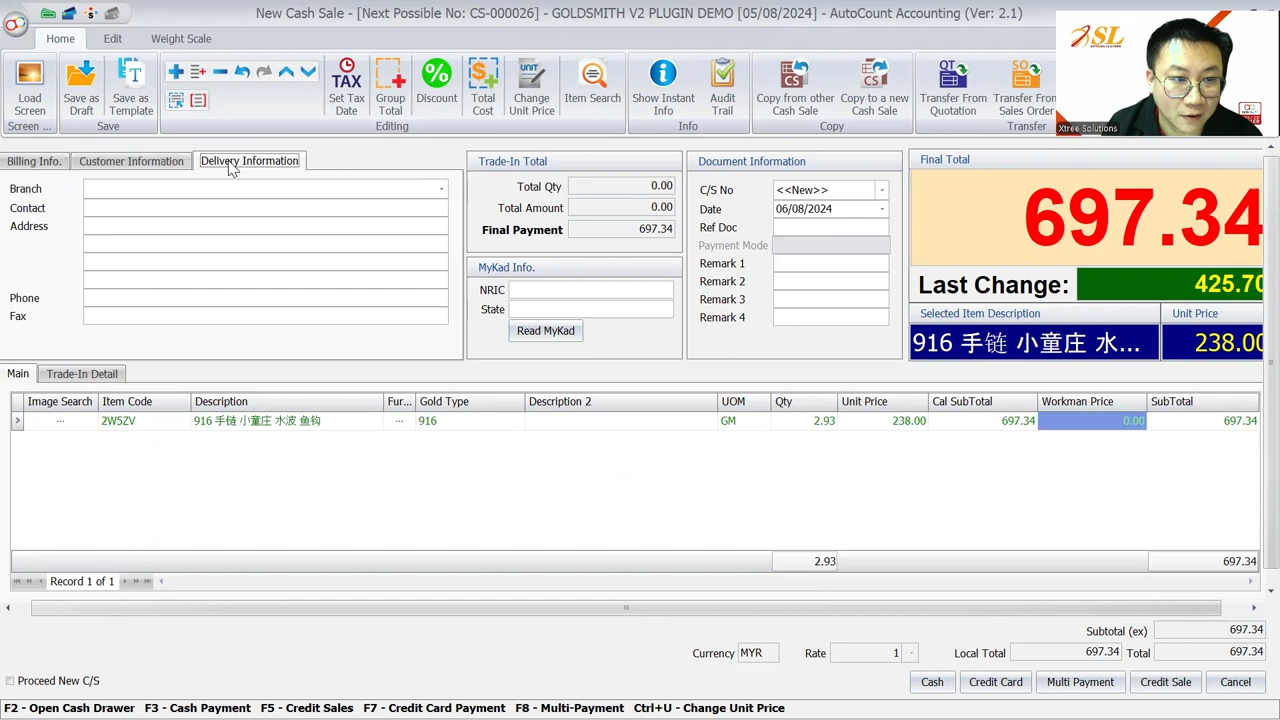 New Cash Sale - [Next Possible No: CS-000026] - GOLDSMITH V2 PLUGIN DEMO [05/08/2024] - AutoCount Accounting (Ver: 2.1)
Home Edit Weight Scale
Load Screen
Save as Draft
Save as Template
Set Tax Date
Group Total
Discount
Total Cost
Change Unit Price
Item Search
Show Instant Info
Audit Trail
Copy from other Cash Sale
Copy to a new Cash Sale
Transfer From Quotation
Transfer From Sales Order
Screen ... Save Editing Info Copy Transfer
SL
Xtree Solutions
Billing Info. Customer Information Delivery Information
Branch
Contact
Address
Phone
Fax
Trade-In Total
Total Qty 0.00
Total Amount 0.00
Final Payment 697.34
MyKad Info.
NRIC
State
Read MyKad
Document Information
C/S No <<New>>
Date 06/08/2024
Ref Doc
Payment Mode
Remark 1
Remark 2
Remark 3
Remark 4
Final Total
697.34
Last Change: 425.70
Selected Item Description Unit Price
916 手链 小童庄 水... 238.00
Main Trade-In Detail
Image Search Item Code Description Fur... Gold Type Description 2 UOM Qty Unit Price Cal SubTotal Workman Price SubTotal
... 2W5ZV 916 手链 小童庄 水波 鱼钩 ... 916 GM 2.93 238.00 697.34 0.00 697.34
2.93 697.34
Record 1 of 1
Subtotal (ex) 697.34
Currency MYR Rate 1 Local Total 697.34 Total 697.34
Proceed New C/S
Cash Credit Card Multi Payment Credit Sale Cancel
F2 - Open Cash Drawer F3 - Cash Payment F5 - Credit Sales F7 - Credit Card Payment F8 - Multi-Payment Ctrl+U - Change Unit Price